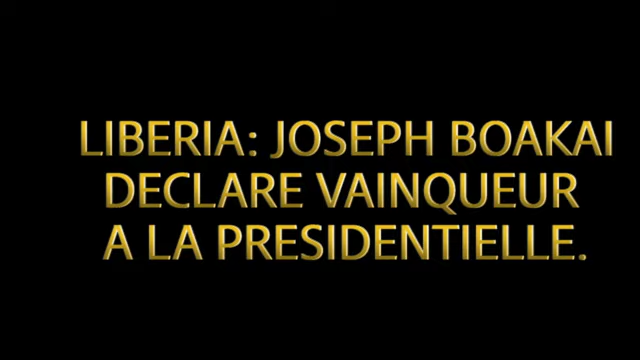 LIBERIA: JOSEPH BOAKAI
DECLARE VAINQUEUR
A LA PRESIDENTIELLE.